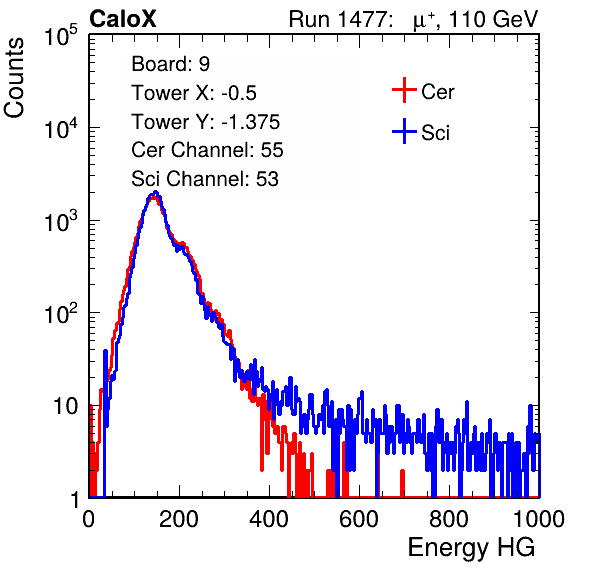 CaloX Run 1477: μ⁺, 110 GeV
Board: 9
Tower X: -0.5
Tower Y: -1.375
Cer Channel: 55
Sci Channel: 53
Cer
Sci
Counts
10⁵
10⁴
10³
10²
10
1
0 200 400 600 800 1000
Energy HG